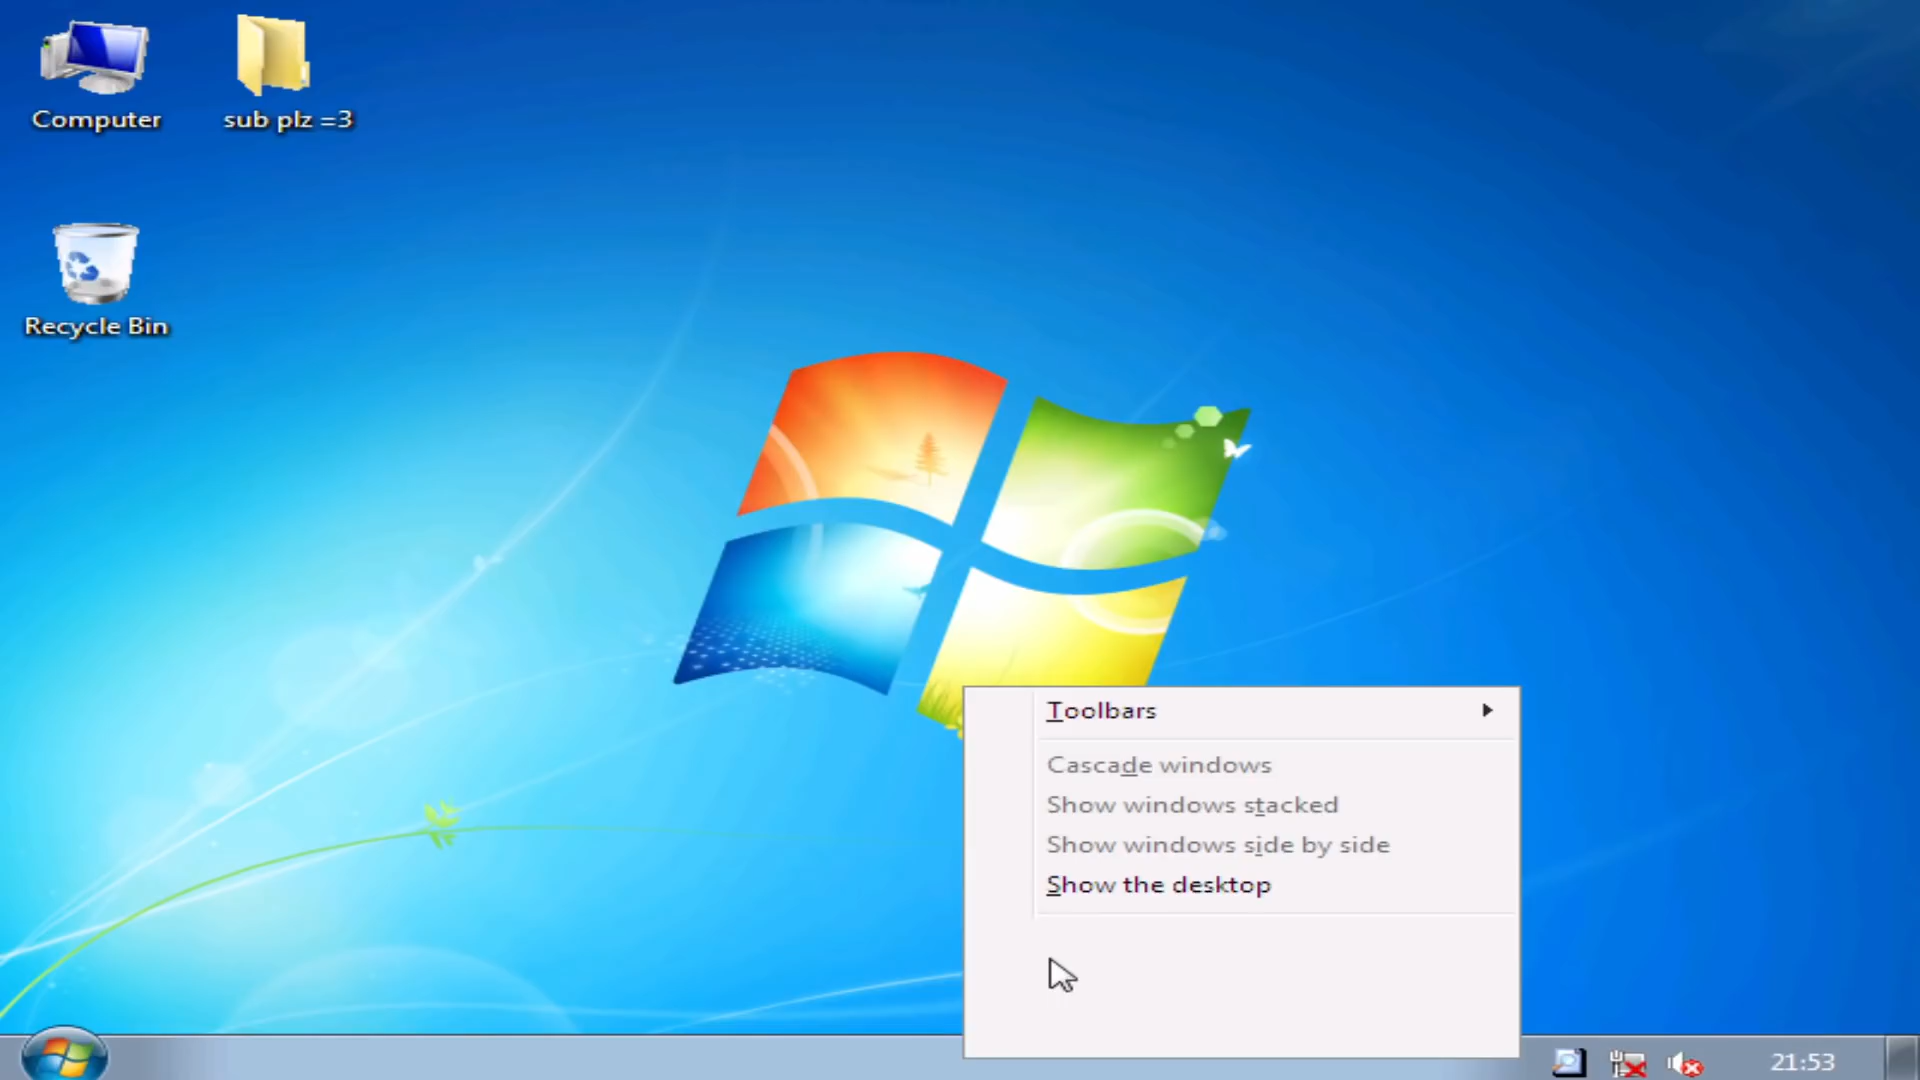 Computer
sub plz =3
Recycle Bin
Toolbars
Cascade windows
Show windows stacked
Show windows side by side
Show the desktop
21:53